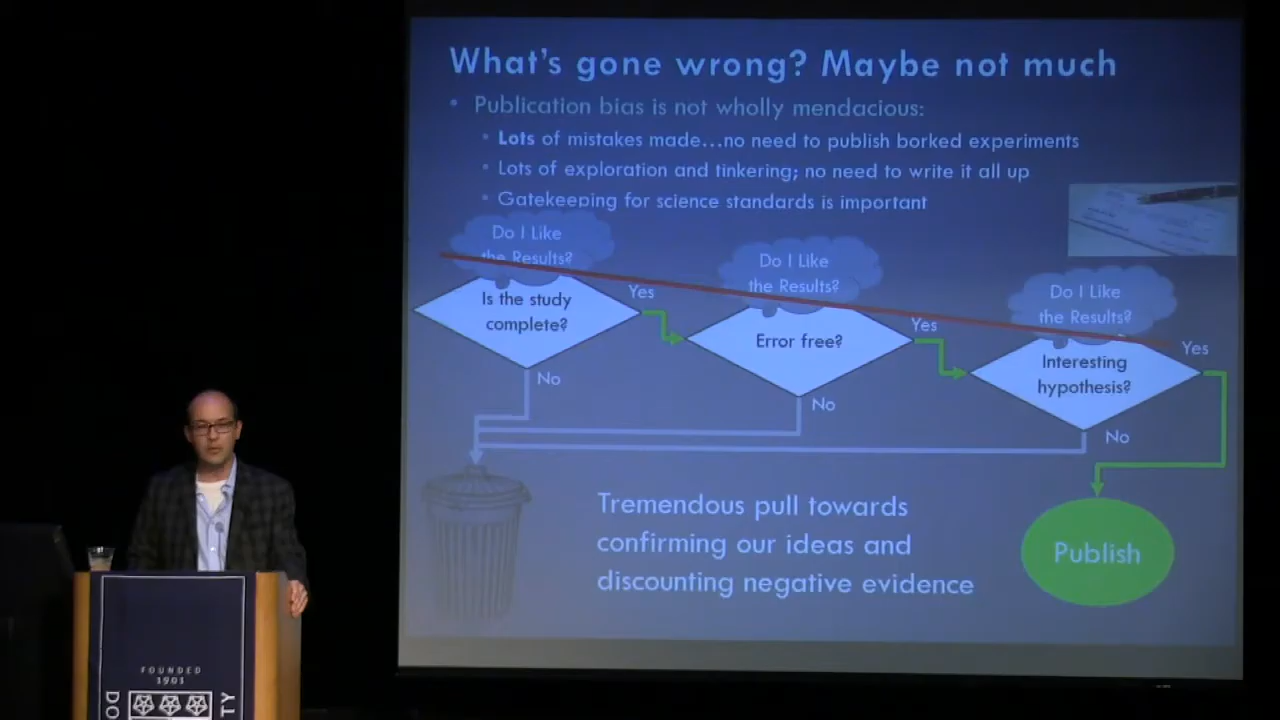 What's gone wrong? Maybe not much
• Publication bias is not wholly mendacious:
• Lots of mistakes made...no need to publish borked experiments
• Lots of exploration and tinkering; no need to write it all up
• Gatekeeping for science standards is important
Do I Like
the Results?
Is the study
complete?
Yes
No
Do I Like
the Results?
Error free?
Yes
No
Do I Like
the Results?
Interesting
hypothesis?
Yes
No
Tremendous pull towards
confirming our ideas and
discounting negative evidence
Publish
FOUNDED
1901
DO
TY